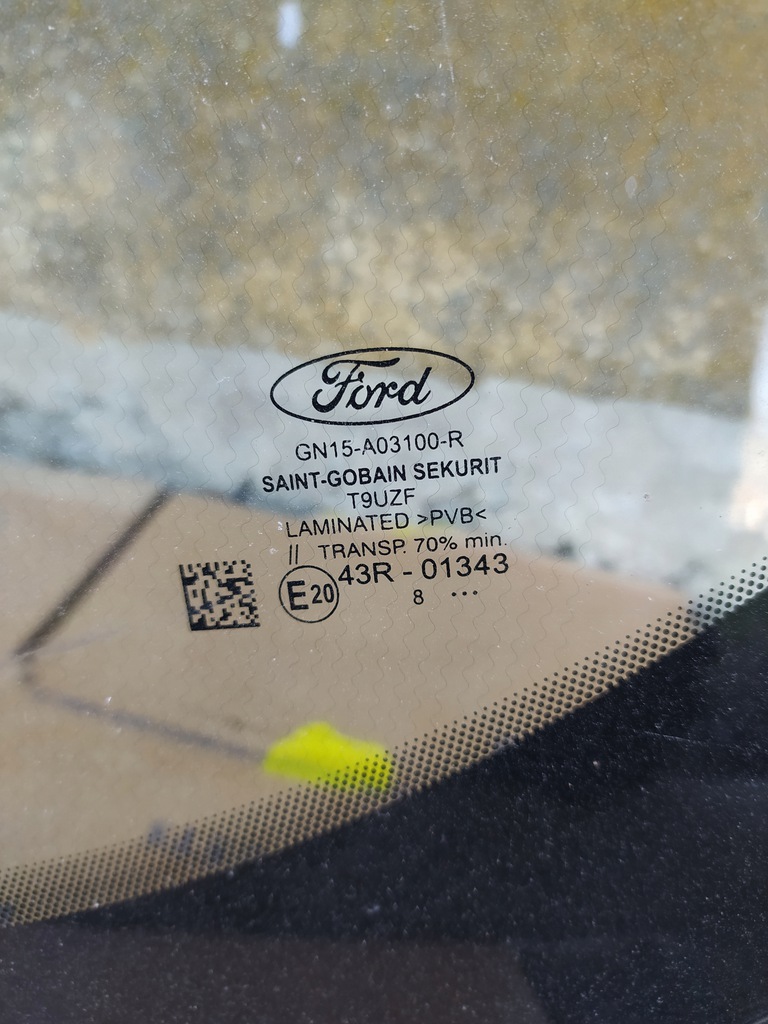 Ford
GN15-A03100-R
SAINT-GOBAIN SEKURIT
T9UZF
LAMINATED >PVB<
|| TRANSP. 70% min.
E20 43R - 01343
8 ...